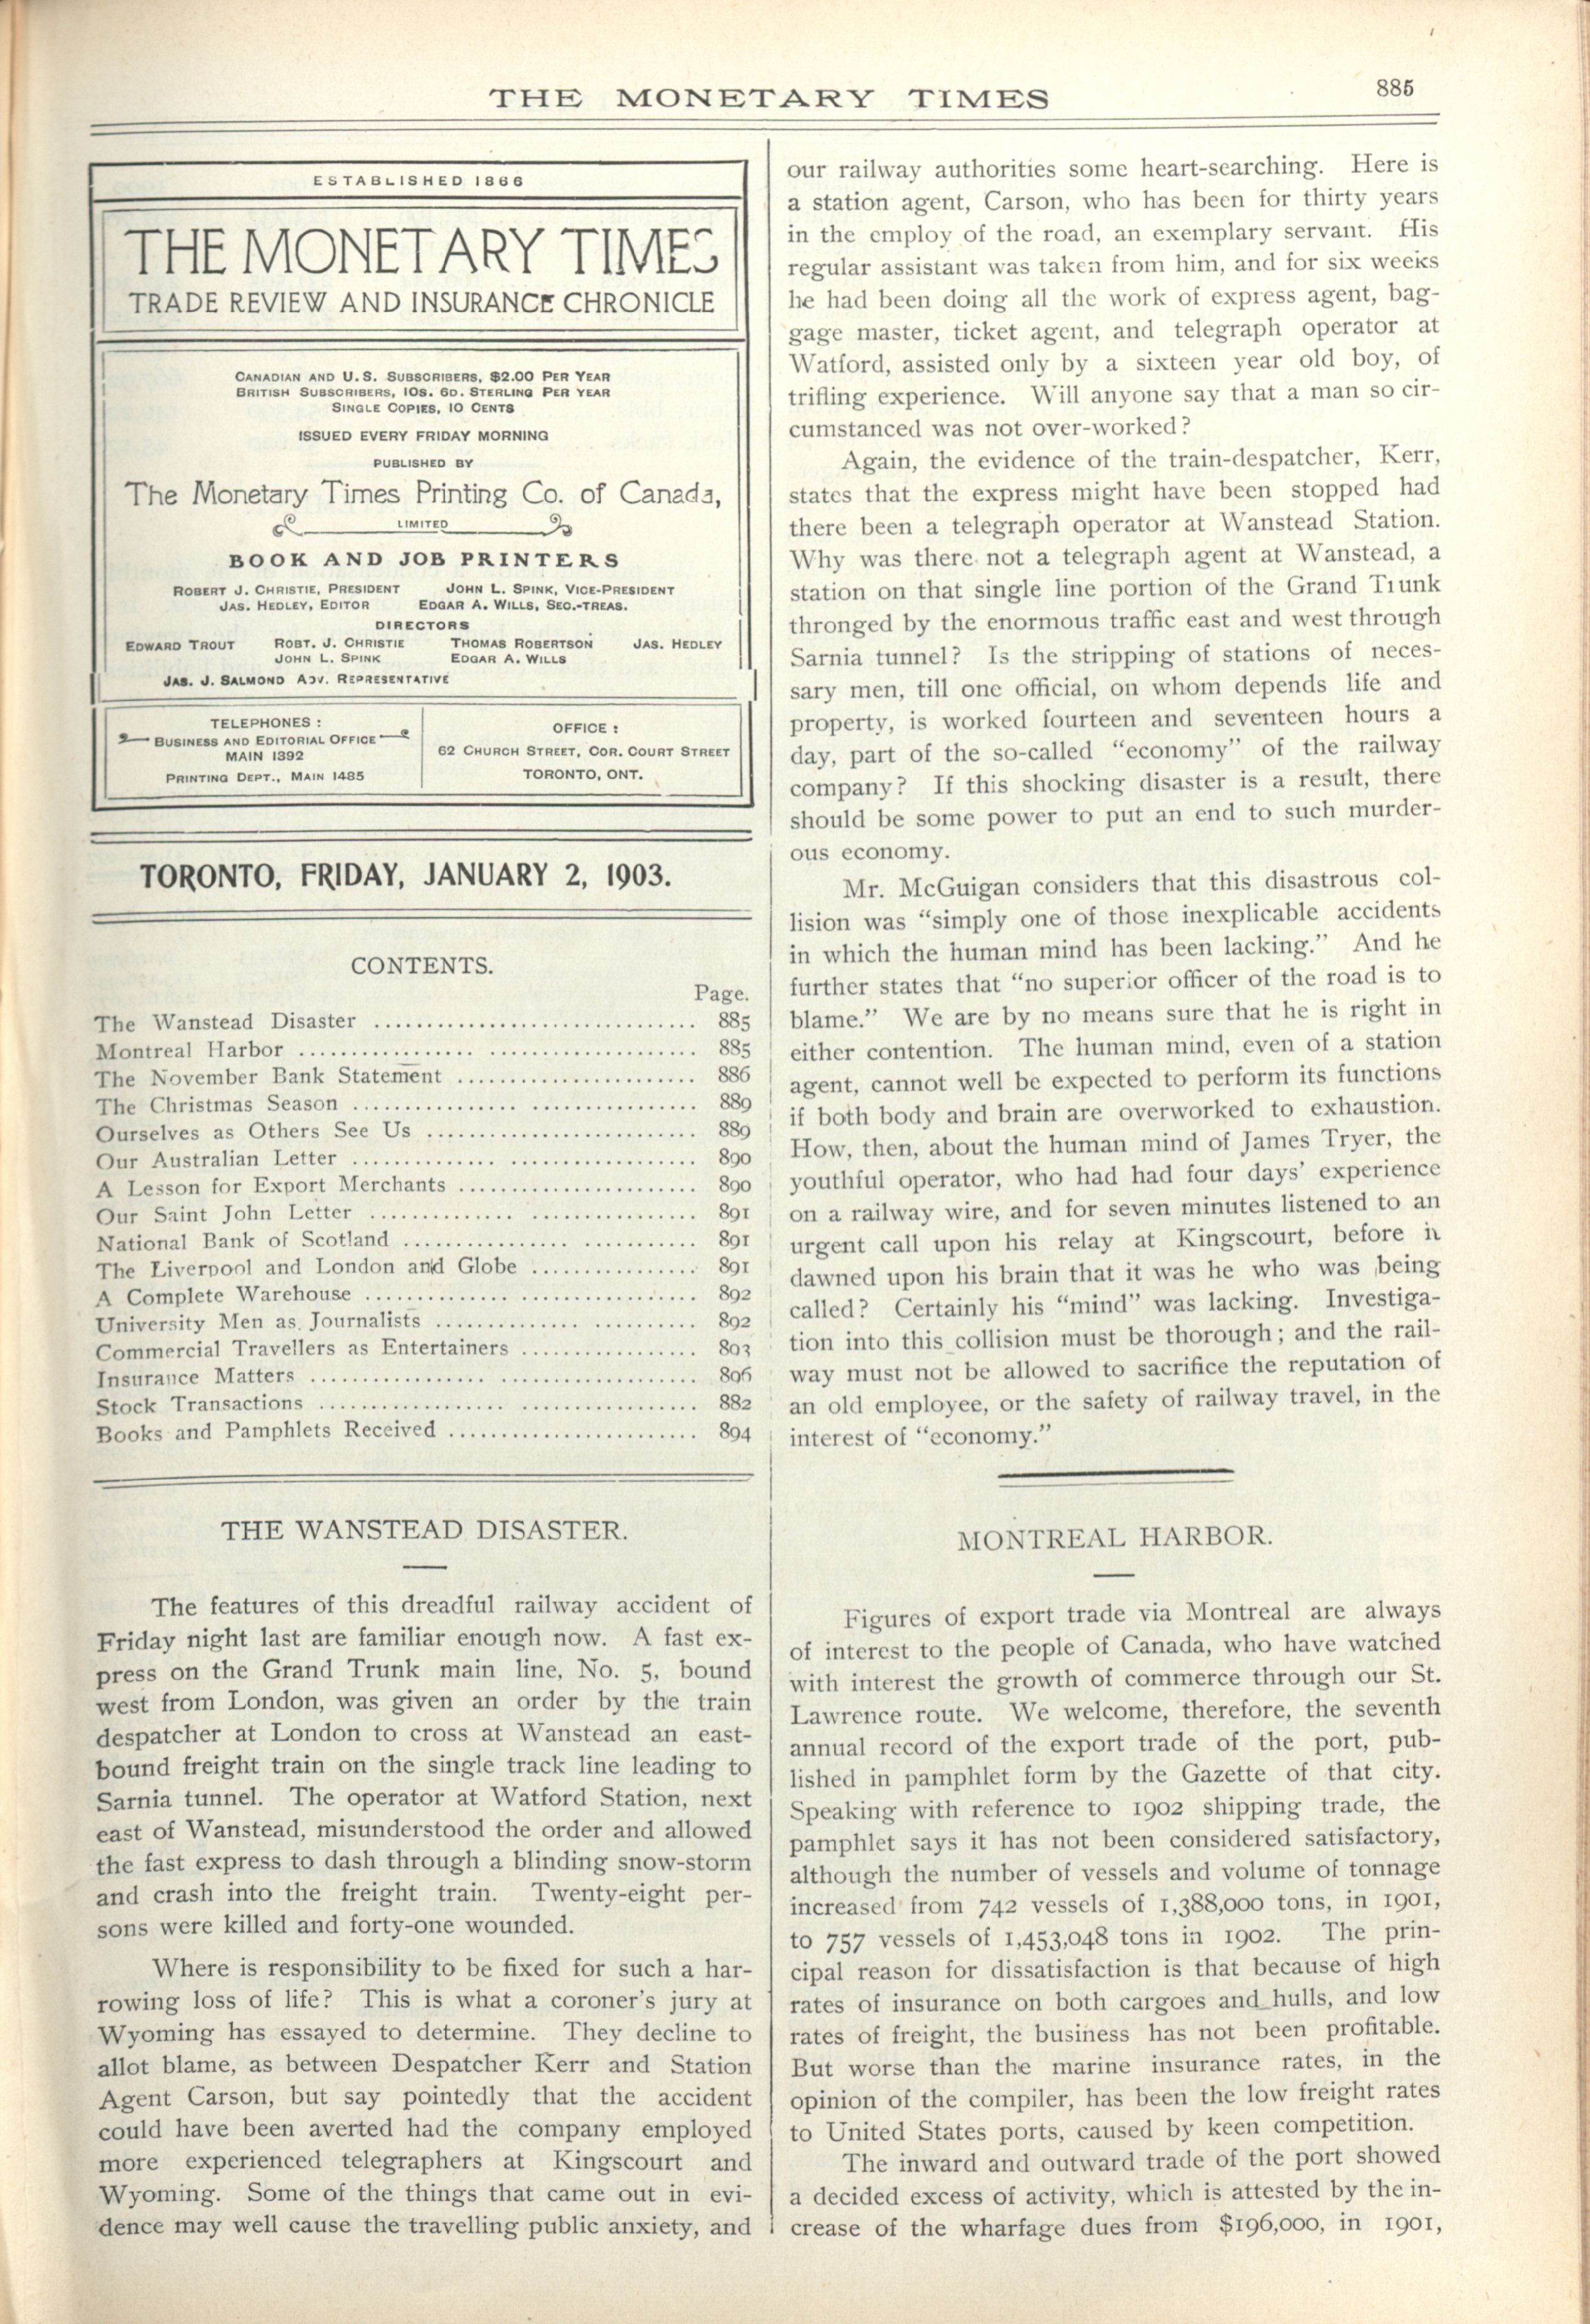 THE MONETARY TIMES
885
ESTABLISHED 1866
THE MONETARY TIMES
TRADE REVIEW AND INSURANCE CHRONICLE
CANADIAN AND U.S. SUBSCRIBERS, $2.00 PER YEAR
BRITISH SUBSCRIBERS, 10S. 6D. STERLING PER YEAR
SINGLE COPIES, 10 CENTS
ISSUED EVERY FRIDAY MORNING
PUBLISHED BY
The Monetary Times Printing Co. of Canada,
LIMITED
BOOK AND JOB PRINTERS
ROBERT J. CHRISTIE, PRESIDENT JOHN L. SPINK, VICE-PRESIDENT
JAS. HEDLEY, EDITOR EDGAR A. WILLS, SEC.-TREAS.
DIRECTORS
EDWARD TROUT ROBT. J. CHRISTIE THOMAS ROBERTSON JAS. HEDLEY
JOHN L. SPINK EDGAR A. WILLS
JAS. J. SALMOND ADV. REPRESENTATIVE
TELEPHONES :
BUSINESS AND EDITORIAL OFFICE
MAIN 1392
PRINTING DEPT., MAIN 1485
OFFICE :
62 CHURCH STREET, COR. COURT STREET
TORONTO, ONT.
TORONTO, FRIDAY, JANUARY 2, 1903.
CONTENTS.
Page.
The Wanstead Disaster ................................ 885
Montreal Harbor ................ .................... 885
The November Bank Statement ........................ 886
The Christmas Season ................ ................ 889
Ourselves as Others See Us .......................... 889
Our Australian Letter .............. .................. 890
A Lesson for Export Merchants ....................... 890
Our Saint John Letter .............. ................ 891
National Bank of Scotland ................ ........... 891
The Liverpool and London and Globe ................ 891
A Complete Warehouse .............. ................. 892
University Men as Journalists .............. .......... 892
Commercial Travellers as Entertainers ................. 893
Insurance Matters ................. ................... 896
Stock Transactions .................. ................. 882
Books and Pamphlets Received ........................ 894
THE WANSTEAD DISASTER.
The features of this dreadful railway accident of
Friday night last are familiar enough now. A fast ex-
press on the Grand Trunk main line, No. 5, bound
west from London, was given an order by the train
despatcher at London to cross at Wanstead an east-
bound freight train on the single track line leading to
Sarnia tunnel. The operator at Watford Station, next
east of Wanstead, misunderstood the order and allowed
the fast express to dash through a blinding snow-storm
and crash into the freight train. Twenty-eight per-
sons were killed and forty-one wounded.
Where is responsibility to be fixed for such a har-
rowing loss of life? This is what a coroner's jury at
Wyoming has essayed to determine. They decline to
allot blame, as between Despatcher Kerr and Station
Agent Carson, but say pointedly that the accident
could have been averted had the company employed
more experienced telegraphers at Kingscourt and
Wyoming. Some of the things that came out in evi-
dence may well cause the travelling public anxiety, and
our railway authorities some heart-searching. Here is
a station agent, Carson, who has been for thirty years
in the employ of the road, an exemplary servant. His
regular assistant was taken from him, and for six weeks
he had been doing all the work of express agent, bag-
gage master, ticket agent, and telegraph operator at
Watford, assisted only by a sixteen year old boy, of
trifling experience. Will anyone say that a man so cir-
cumstanced was not over-worked?
Again, the evidence of the train-despatcher, Kerr,
states that the express might have been stopped had
there been a telegraph operator at Wanstead Station.
Why was there not a telegraph agent at Wanstead, a
station on that single line portion of the Grand Trunk
thronged by the enormous traffic east and west through
Sarnia tunnel? Is the stripping of stations of neces-
sary men, till one official, on whom depends life and
property, is worked fourteen and seventeen hours a
day, part of the so-called "economy" of the railway
company? If this shocking disaster is a result, there
should be some power to put an end to such murder-
ous economy.
Mr. McGuigan considers that this disastrous col-
lision was "simply one of those inexplicable accidents
in which the human mind has been lacking." And he
further states that "no superior officer of the road is to
blame." We are by no means sure that he is right in
either contention. The human mind, even of a station
agent, cannot well be expected to perform its functions
if both body and brain are overworked to exhaustion.
How, then, about the human mind of James Tryer, the
youthful operator, who had had four days' experience
on a railway wire, and for seven minutes listened to an
urgent call upon his relay at Kingscourt, before it
dawned upon his brain that it was he who was being
called? Certainly his "mind" was lacking. Investiga-
tion into this collision must be thorough; and the rail-
way must not be allowed to sacrifice the reputation of
an old employee, or the safety of railway travel, in the
interest of "economy."
MONTREAL HARBOR.
Figures of export trade via Montreal are always
of interest to the people of Canada, who have watched
with interest the growth of commerce through our St.
Lawrence route. We welcome, therefore, the seventh
annual record of the export trade of the port, pub-
lished in pamphlet form by the Gazette of that city.
Speaking with reference to 1902 shipping trade, the
pamphlet says it has not been considered satisfactory,
although the number of vessels and volume of tonnage
increased from 742 vessels of 1,388,000 tons, in 1901,
to 757 vessels of 1,453,048 tons in 1902. The prin-
cipal reason for dissatisfaction is that because of high
rates of insurance on both cargoes and hulls, and low
rates of freight, the business has not been profitable.
But worse than the marine insurance rates, in the
opinion of the compiler, has been the low freight rates
to United States ports, caused by keen competition.
The inward and outward trade of the port showed
a decided excess of activity, which is attested by the in-
crease of the wharfage dues from $196,000, in 1901,